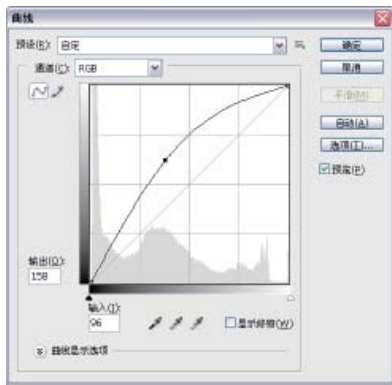 曲线
预设(R): 自定
确定
通道(C): RGB
取消
平滑(M)
自动(A)
选项(T)...
预览(P)
输出(O):
158
输入(I):
96
显示修剪(W)
曲线显示选项